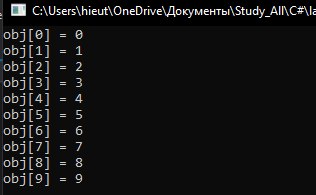 C:\Users\hieut\OneDrive\Документы\Study_All\C#\la
obj[0] = 0
obj[1] = 1
obj[2] = 2
obj[3] = 3
obj[4] = 4
obj[5] = 5
obj[6] = 6
obj[7] = 7
obj[8] = 8
obj[9] = 9